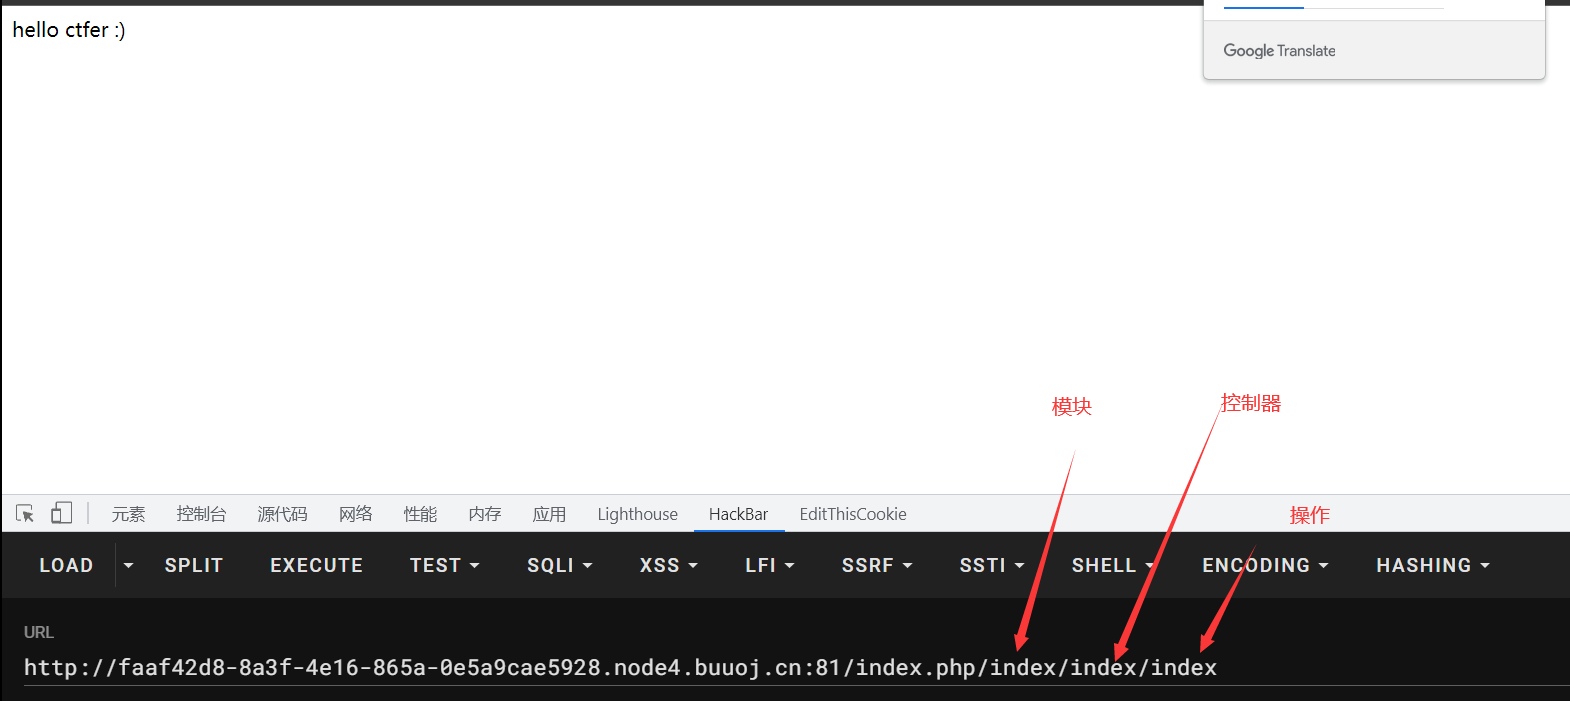 hello ctfer :)
Google Translate
模块
控制器
元素 控制台 源代码 网络 性能 内存 应用 Lighthouse HackBar EditThisCookie
操作
LOAD SPLIT EXECUTE TEST SQLI XSS LFI SSRF SSTI SHELL ENCODING HASHING
URL
http://faaf42d8-8a3f-4e16-865a-0e5a9cae5928.node4.buuoj.cn:81/index.php/index/index/index